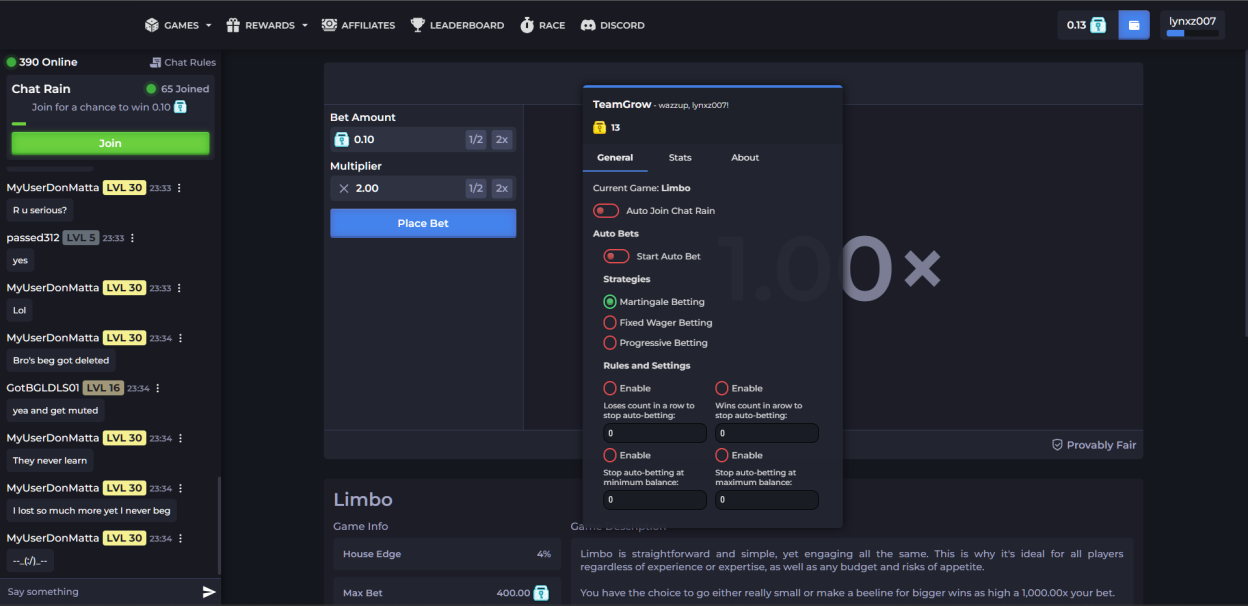 GAMES REWARDS AFFILIATES LEADERBOARD RACE DISCORD 0.13 lynxz007
390 Online Chat Rules
Chat Rain 65 Joined
Join for a chance to win 0.10
Join
MyUserDonMatta LVL 30 23:33
R u serious?
passed312 LVL 5 23:33
yes
MyUserDonMatta LVL 30 23:33
Lol
MyUserDonMatta LVL 30 23:34
Bro's beg got deleted
GotBGLDLS01 LVL 16 23:34
yea and get muted
MyUserDonMatta LVL 30 23:34
They never learn
MyUserDonMatta LVL 30 23:34
I lost so much more yet I never beg
MyUserDonMatta LVL 30 23:34
--_(:/)_--
Say something
Bet Amount
0.10 1/2 2x
Multiplier
2.00 1/2 2x
Place Bet
1.00×
TeamGrow - wazzup, lynxz007!
13
General Stats About
Current Game: Limbo
Auto Join Chat Rain
Auto Bets
Start Auto Bet
Strategies
Martingale Betting
Fixed Wager Betting
Progressive Betting
Rules and Settings
Enable Enable
Loses count in a row to Wins count in arow to
stop auto-betting: stop auto-betting:
0 0
Enable Enable
Stop auto-betting at Stop auto-betting at
minimum balance: maximum balance:
0 0
Provably Fair
Limbo
Game Info Game Description
House Edge 4%
Max Bet 400.00
Limbo is straightforward and simple, yet engaging all the same. This is why it's ideal for all players
regardless of experience or expertise, as well as any budget and risks of appetite.
You have the choice to go either really small or make a beeline for bigger wins as high a 1,000.00x your bet.